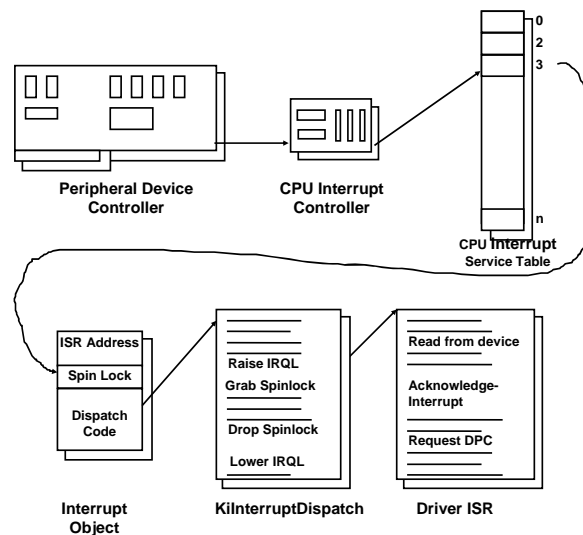 0
2
3
n
Peripheral Device
Controller
CPU Interrupt
Controller
CPU Interrupt
Service Table
ISR Address
Spin Lock
Dispatch
Code
Raise IRQL
Grab Spinlock
Drop Spinlock
Lower IRQL
Read from device
Acknowledge-
Interrupt
Request DPC
Interrupt
Object
KiInterruptDispatch
Driver ISR